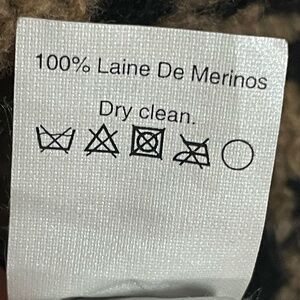 100% Laine De Merinos
Dry clean.